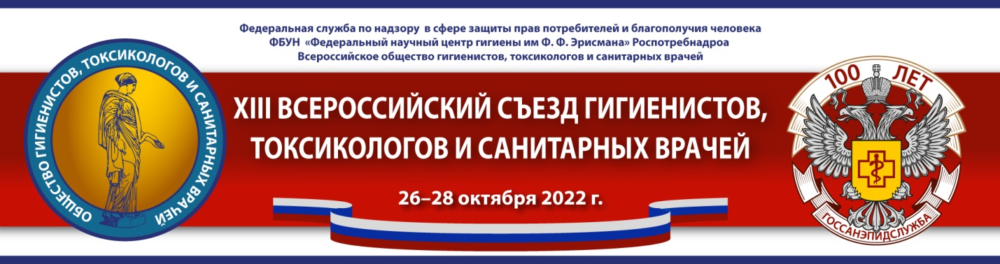 Федеральная служба по надзору в сфере защиты прав потребителей и благополучия человека
ФБУН «Федеральный научный центр гигиены им Ф. Ф. Эрисмана» Роспотребнадроа
Всероссийское общество гигиенистов, токсикологов и санитарных врачей
ОБЩЕСТВО ГИГИЕНИСТОВ, ТОКСИКОЛОГОВ И САНИТАРНЫХ ВРАЧЕЙ
XIII ВСЕРОССИЙСКИЙ СЪЕЗД ГИГИЕНИСТОВ,
ТОКСИКОЛОГОВ И САНИТАРНЫХ ВРАЧЕЙ
26–28 октября 2022 г.
100 ЛЕТ
ГОССАНЭПИДСЛУЖБА